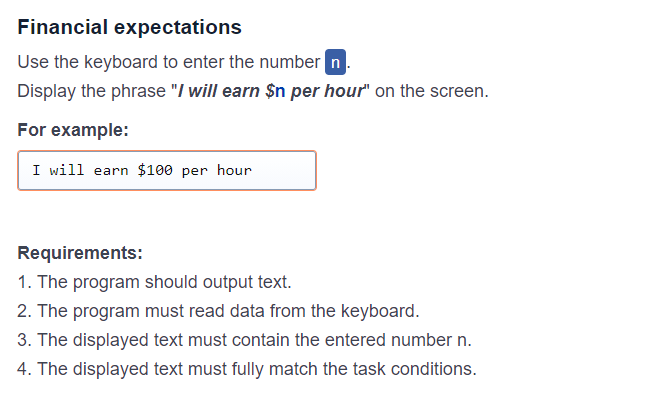 Financial expectations
Use the keyboard to enter the number n.
Display the phrase "I will earn $n per hour" on the screen.
For example:
I will earn $100 per hour
Requirements:
1. The program should output text.
2. The program must read data from the keyboard.
3. The displayed text must contain the entered number n.
4. The displayed text must fully match the task conditions.